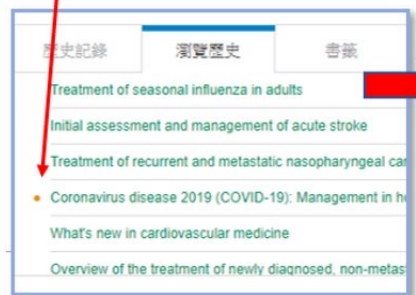 歷史記錄 瀏覽歷史 書籤
Treatment of seasonal influenza in adults
Initial assessment and management of acute stroke
Treatment of recurrent and metastatic nasopharyngeal car
Coronavirus disease 2019 (COVID-19): Management in h
What's new in cardiovascular medicine
Overview of the treatment of newly diagnosed, non-metas